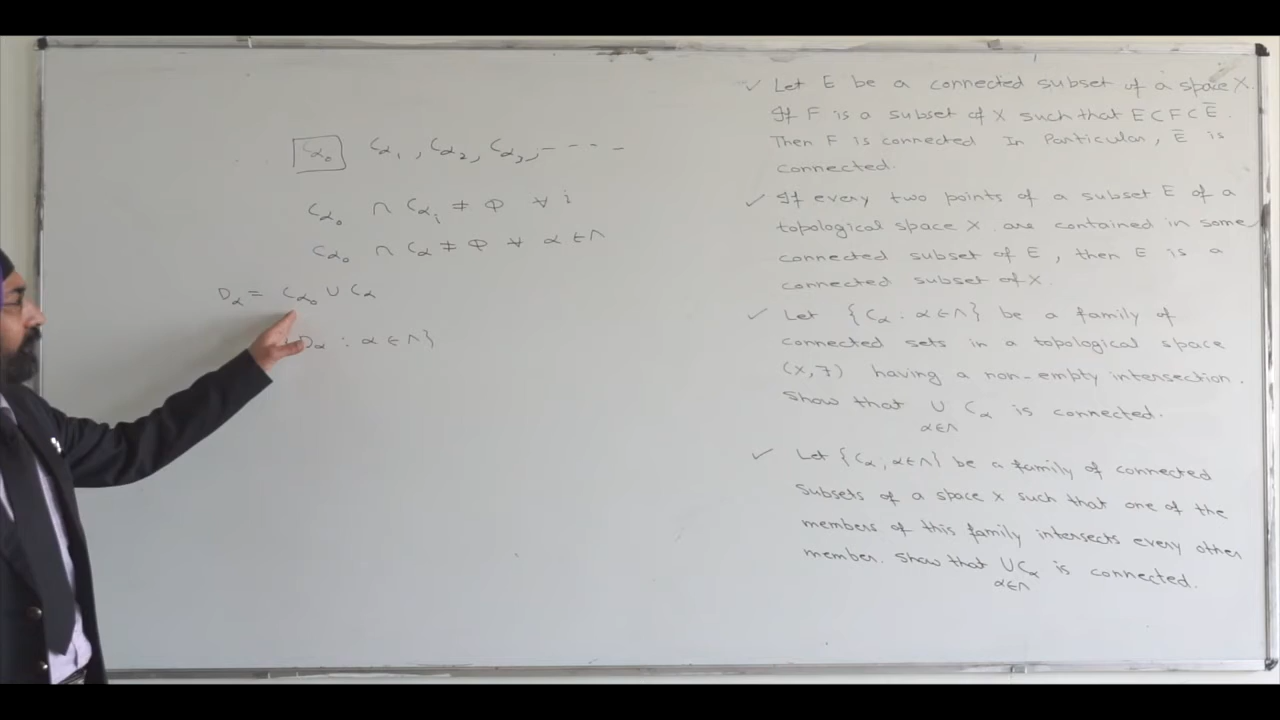 Cα₀ Cα₁, Cα₂, Cα₃, - - - -
Cα₀ ∩ Cαᵢ ≠ Φ ∀ i
Cα₀ ∩ Cα ≠ Φ ∀ α ∈ Λ
Dα = Cα₀ ∪ Cα
Dα : α ∈ Λ}
✓ Let E be a connected subset of a space X.
If F is a subset of X such that E ⊂ F ⊂ E̅.
Then F is connected. In Particular, E̅ is
connected.
✓ If every two points of a subset E of a
topological space X are contained in some
connected subset of E, then E is a
connected subset of X.
✓ Let {Cα : α ∈ Λ} be a family of
connected sets in a topological space
(X, T) having a non-empty intersection.
Show that ∪ Cα is connected.
α∈Λ
✓ Let {Cα ; α ∈ Λ} be a family of connected
subsets of a space X such that one of the
members of this family intersects every other
member. Show that ∪ Cα is connected.
α∈Λ